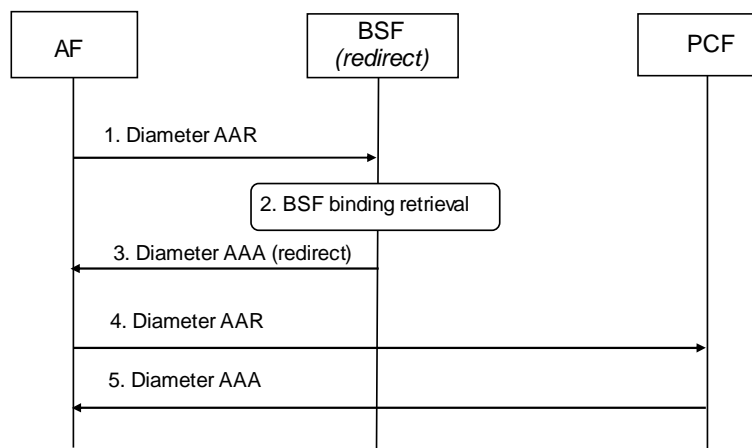 AF
BSF
(redirect)
PCF
1. Diameter AAR
2. BSF binding retrieval
3. Diameter AAA (redirect)
4. Diameter AAR
5. Diameter AAA